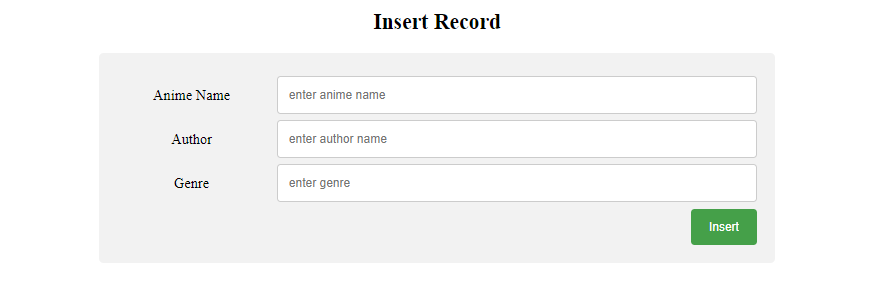 Insert Record
Anime Name
enter anime name
Author
enter author name
Genre
enter genre
Insert